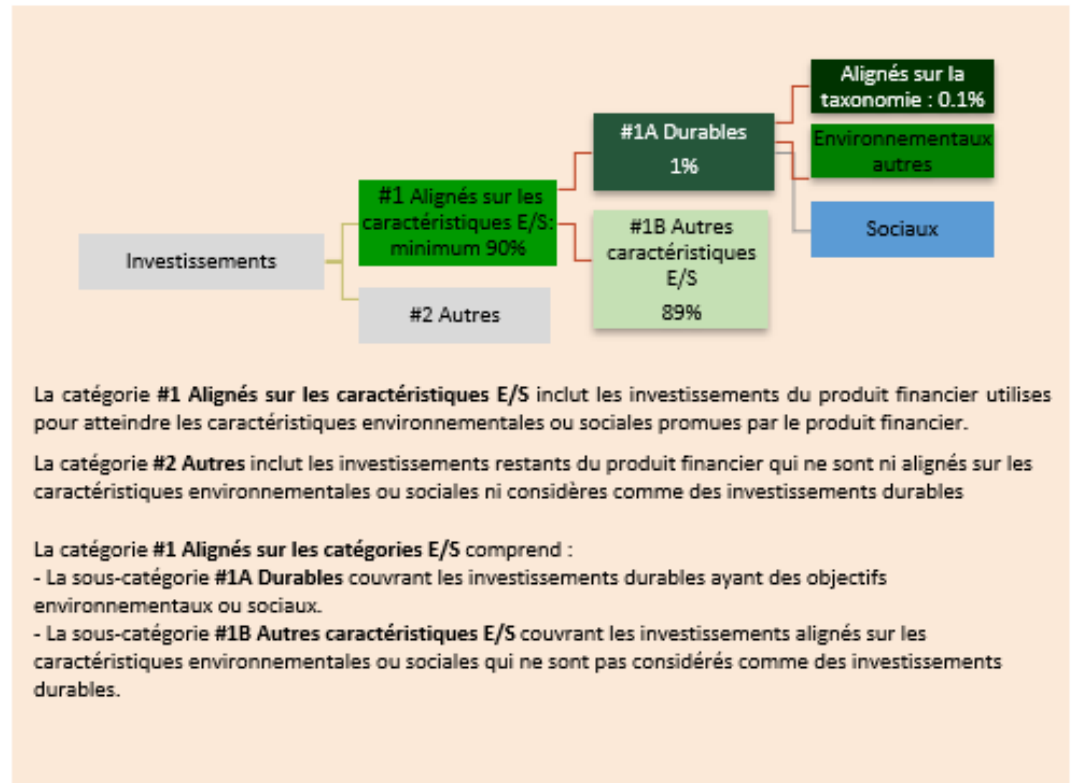 Alignés sur la
taxonomie : 0.1%
#1A Durables
1%
Environnementaux
autres
#1 Alignés sur les
caractéristiques E/S:
minimum 90%
#1B Autres
caractéristiques
E/S
89%
Sociaux
Investissements
#2 Autres
La catégorie #1 Alignés sur les caractéristiques E/S inclut les investissements du produit financier utilises
pour atteindre les caractéristiques environnementales ou sociales promues par le produit financier.
La catégorie #2 Autres inclut les investissements restants du produit financier qui ne sont ni alignés sur les
caractéristiques environnementales ou sociales ni considères comme des investissements durables
La catégorie #1 Alignés sur les catégories E/S comprend :
- La sous-catégorie #1A Durables couvrant les investissements durables ayant des objectifs
environnementaux ou sociaux.
- La sous-catégorie #1B Autres caractéristiques E/S couvrant les investissements alignés sur les
caractéristiques environnementales ou sociales qui ne sont pas considérés comme des investissements
durables.